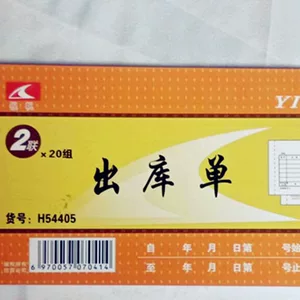 YI
2联 ×20组
出库单
货号: H54405
自 年 月 日第 号始
至 年 月 日第 号止
6970057070414